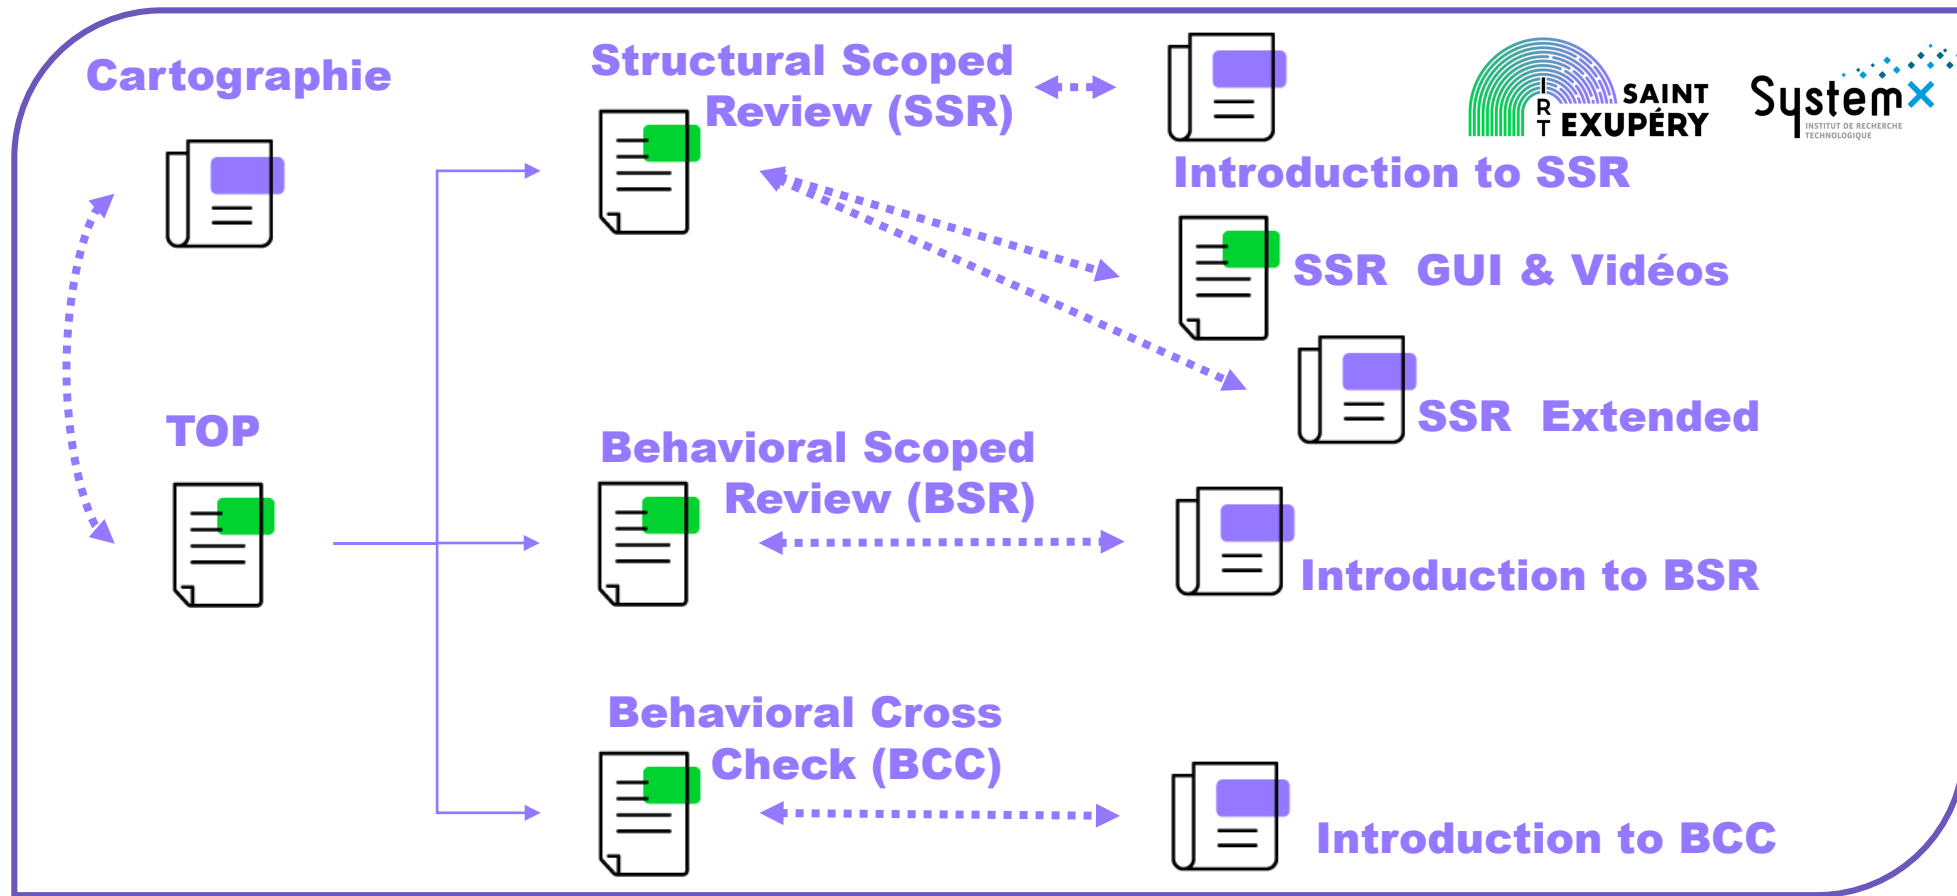 Cartographie
Structural Scoped
Review (SSR)
Introduction to SSR
IRT
SAINT
EXUPÉRY
SystemX
INSTITUT DE RECHERCHE
TECHNOLOGIQUE
SSR GUI & Vidéos
SSR Extended
TOP
Behavioral Scoped
Review (BSR)
Introduction to BSR
Behavioral Cross
Check (BCC)
Introduction to BCC